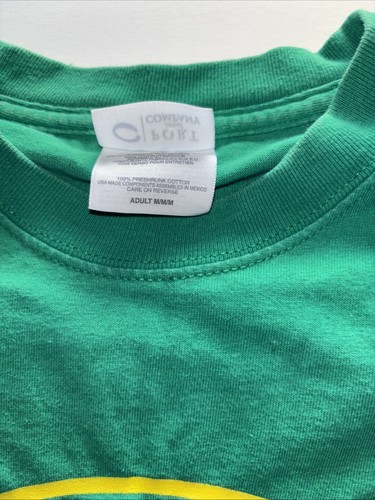 PORT
COMPANY
100% PRESHRUNK COTTON
USA MADE COMPONENTS ASSEMBLED IN MEXICO
CARE ON REVERSE
ADULT M/M/M